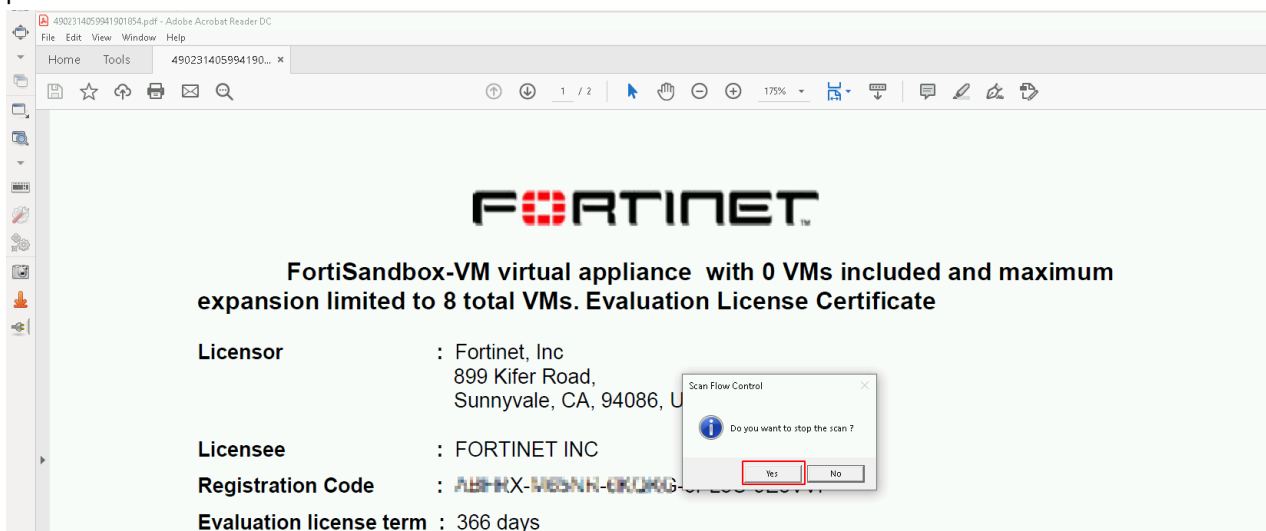 4902314059941901854.pdf - Adobe Acrobat Reader DC
File Edit View Window Help
Home Tools 490231405994190... ×
1 / 2 175%
FORTINET
FortiSandbox-VM virtual appliance with 0 VMs included and maximum
expansion limited to 8 total VMs. Evaluation License Certificate
Licensor : Fortinet, Inc
899 Kifer Road,
Sunnyvale, CA, 94086, U
Scan Flow Control
Do you want to stop the scan ?
Yes No
Licensee : FORTINET INC
Registration Code :
Evaluation license term : 366 days